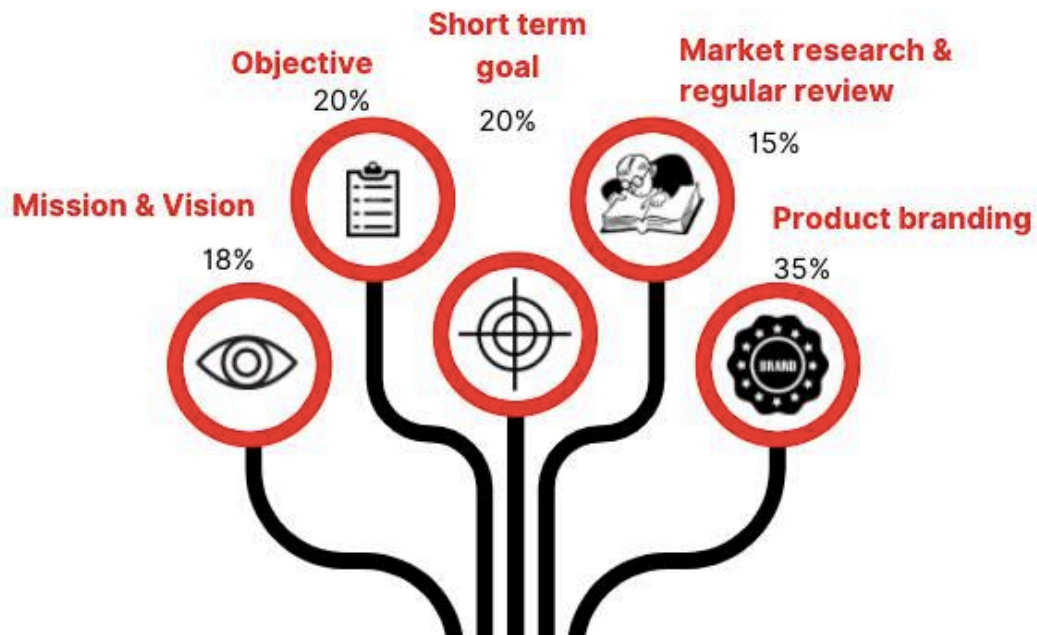 Short term
goal
20%
Objective
20%
Market research &
regular review
15%
Mission & Vision
18%
Product branding
35%
BRAND